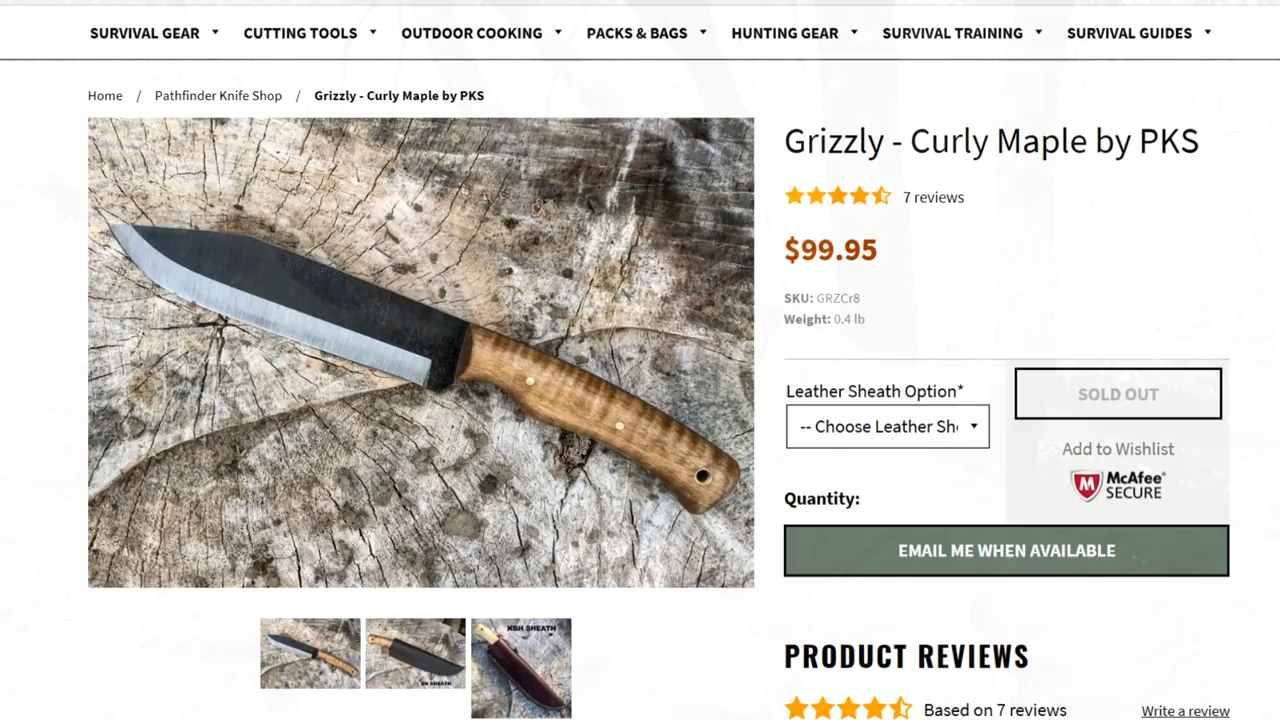 SURVIVAL GEAR CUTTING TOOLS OUTDOOR COOKING PACKS & BAGS HUNTING GEAR SURVIVAL TRAINING SURVIVAL GUIDES
Home / Pathfinder Knife Shop / Grizzly - Curly Maple by PKS
Grizzly - Curly Maple by PKS
7 reviews
$99.95
SKU: GRZCr8
Weight: 0.4 lb
Leather Sheath Option*
-- Choose Leather Sh
SOLD OUT
Add to Wishlist
McAfee®
SECURE
Quantity:
EMAIL ME WHEN AVAILABLE
SHEATH
KBH SHEATH
PRODUCT REVIEWS
Based on 7 reviews
Write a review